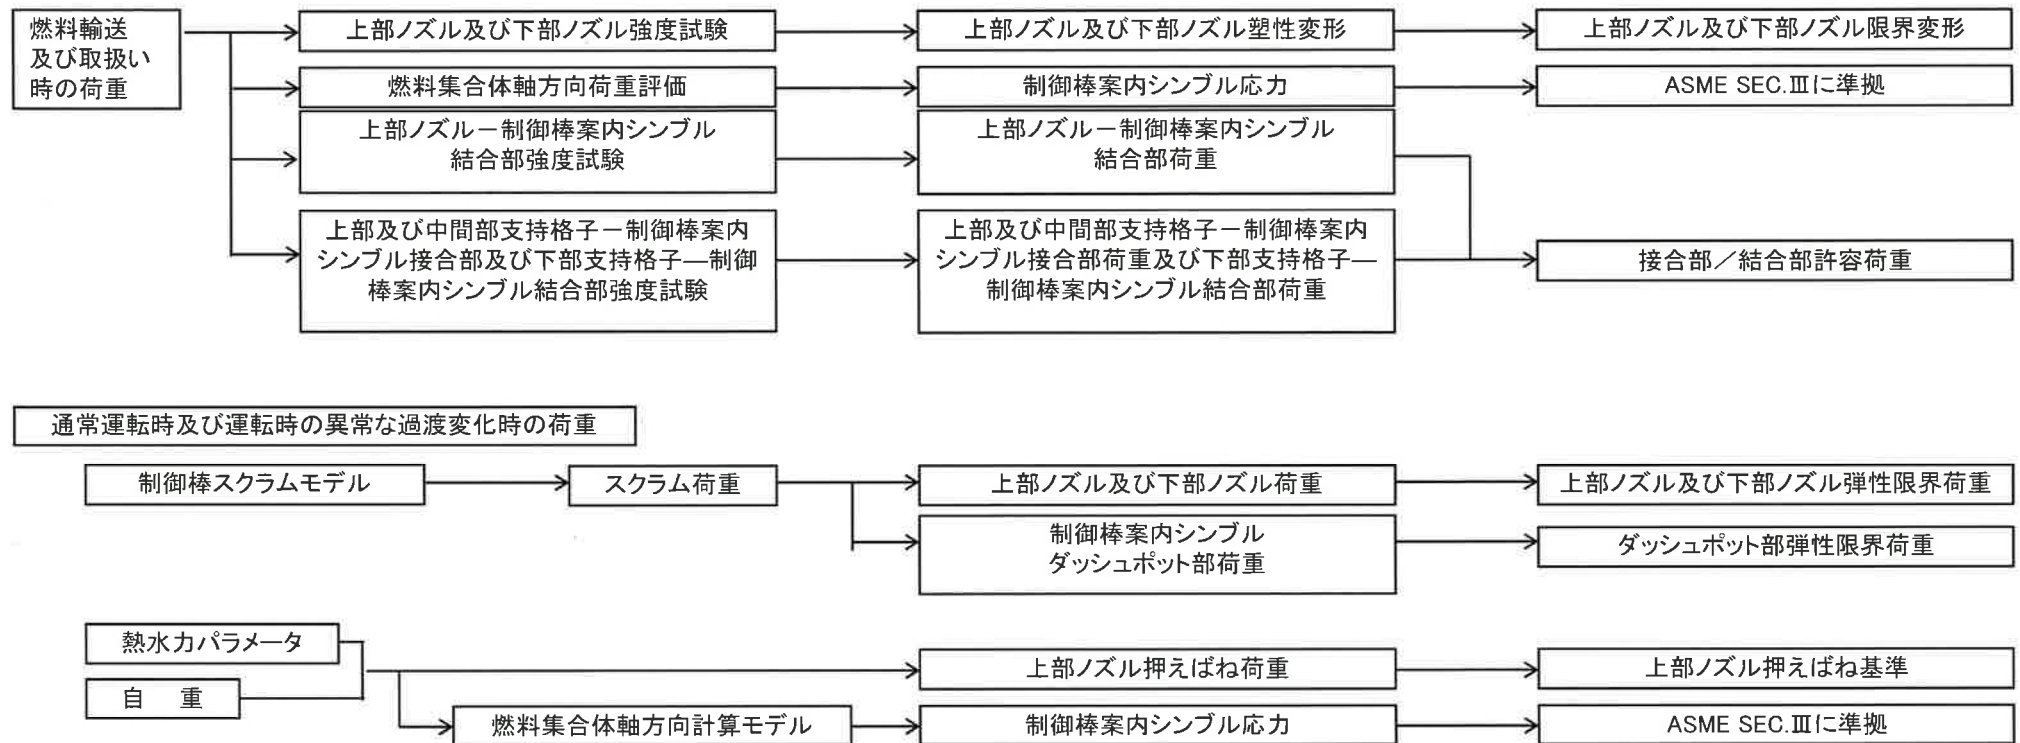 燃料輸送
及び取扱い
時の荷重
上部ノズル及び下部ノズル強度試験
上部ノズル及び下部ノズル塑性変形
上部ノズル及び下部ノズル限界変形
燃料集合体軸方向荷重評価
制御棒案内シンブル応力
ASME SEC.Ⅲに準拠
上部ノズル－制御棒案内シンブル
結合部強度試験
上部ノズル－制御棒案内シンブル
結合部荷重
上部及び中間部支持格子－制御棒案内
シンブル接合部及び下部支持格子―制御
棒案内シンブル結合部強度試験
上部及び中間部支持格子－制御棒案内
シンブル接合部荷重及び下部支持格子―
制御棒案内シンブル結合部荷重
接合部／結合部許容荷重
通常運転時及び運転時の異常な過渡変化時の荷重
制御棒スクラムモデル
スクラム荷重
上部ノズル及び下部ノズル荷重
上部ノズル及び下部ノズル弾性限界荷重
制御棒案内シンブル
ダッシュポット部荷重
ダッシュポット部弾性限界荷重
熱水力パラメータ
自　重
上部ノズル押えばね荷重
上部ノズル押えばね基準
燃料集合体軸方向計算モデル
制御棒案内シンブル応力
ASME SEC.Ⅲに準拠